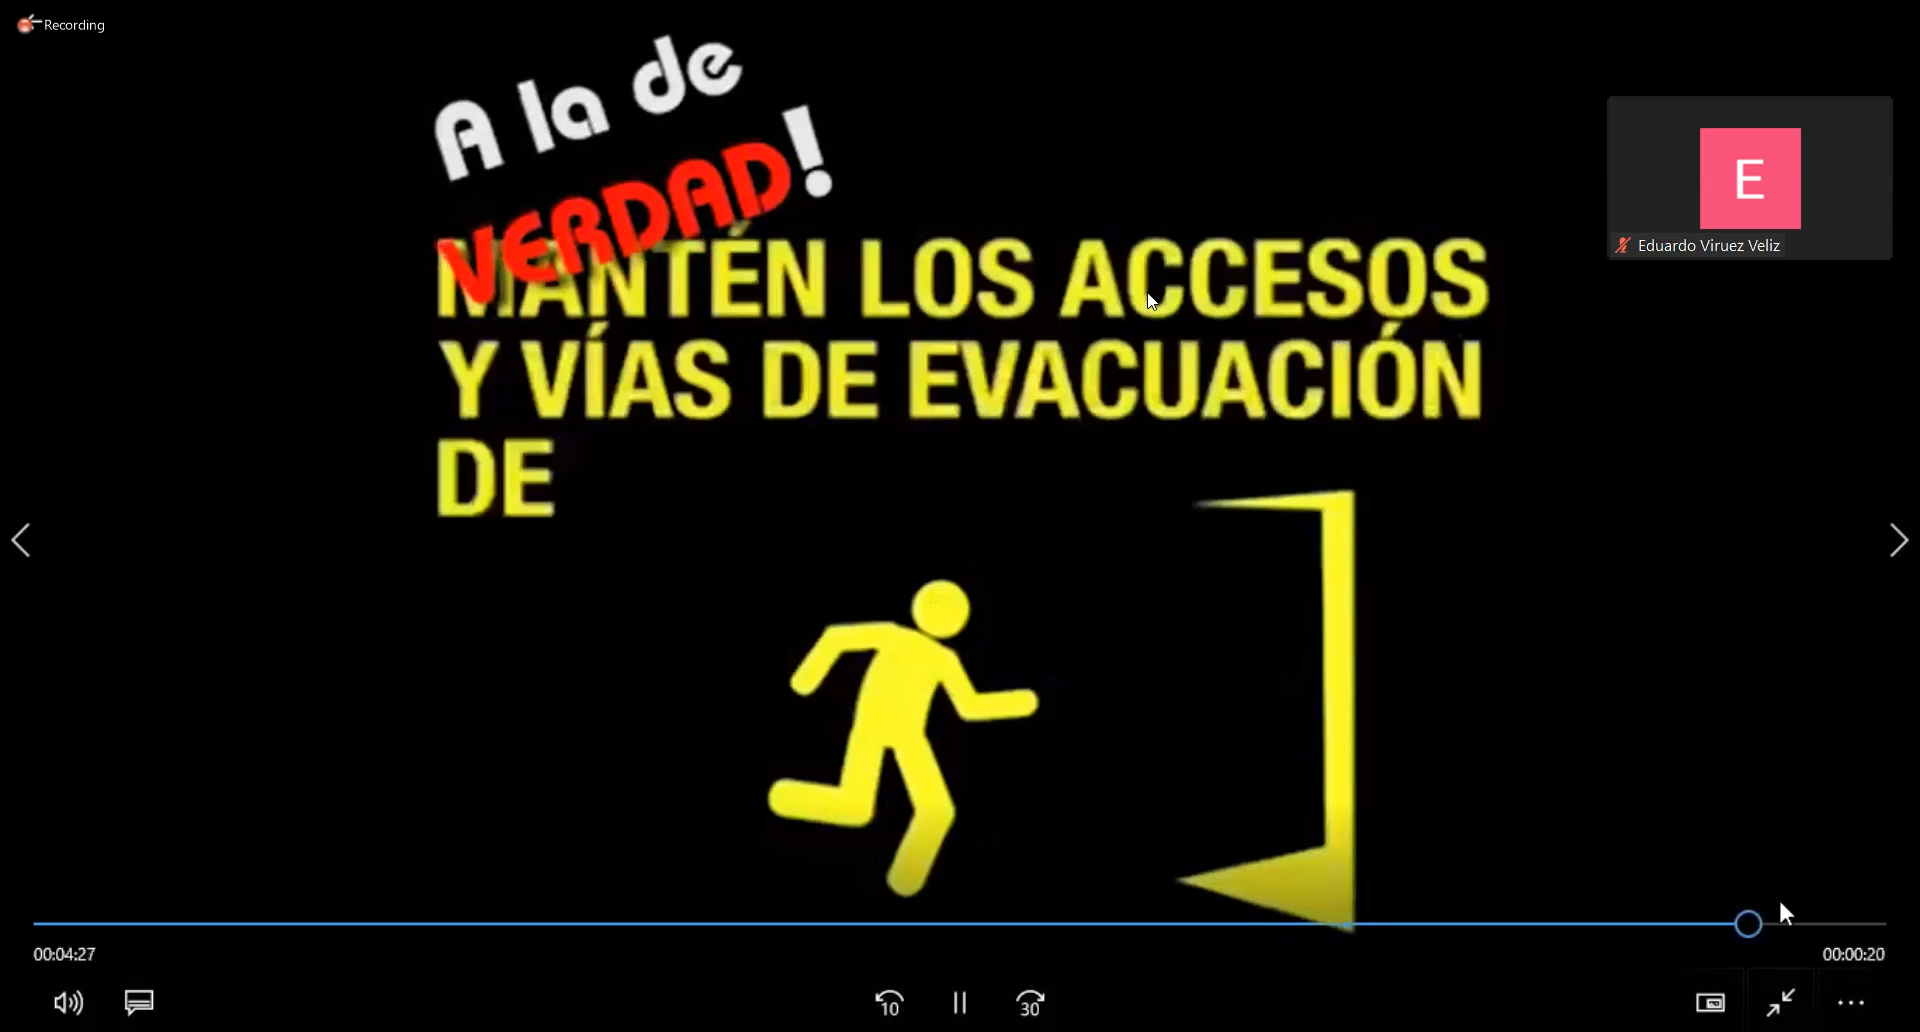 Recording
A la de
VERDAD!
MANTÉN LOS ACCESOS
Y VÍAS DE EVACUACIÓN
DE
E
Eduardo Viruez Veliz
00:04:27
00:00:20
10
30